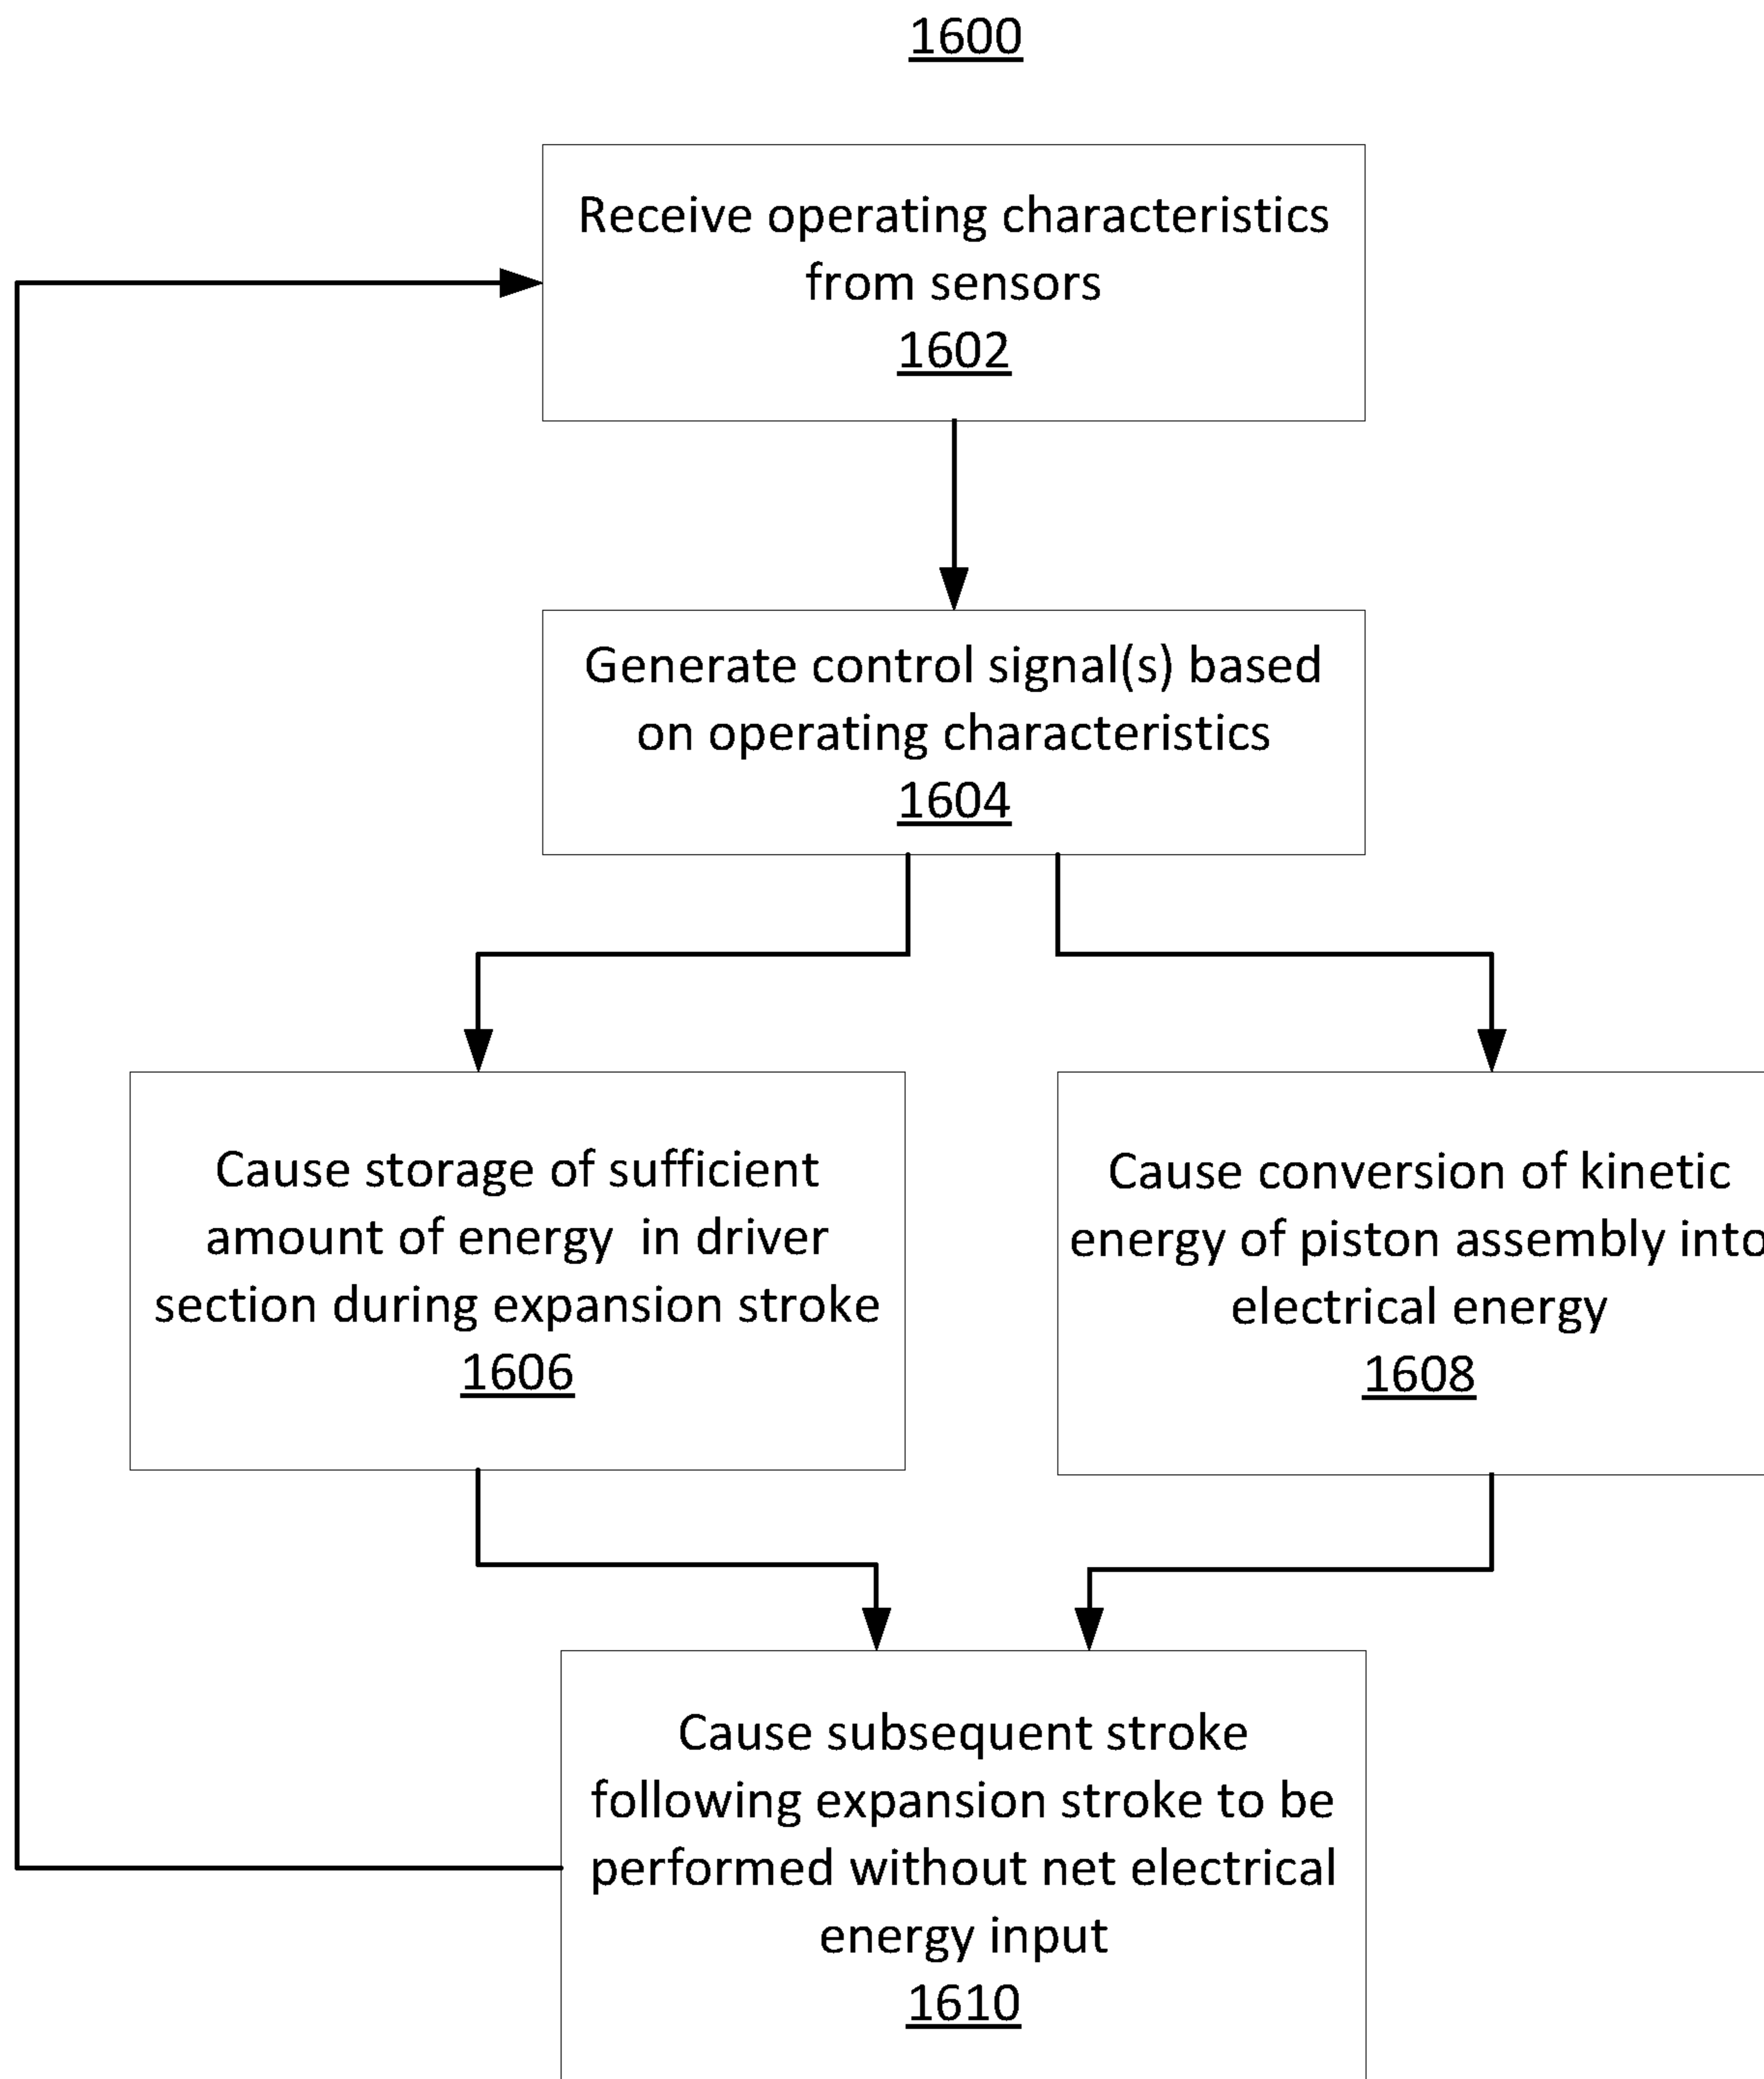 1600
Receive operating characteristics
from sensors
1602
Generate control signal(s) based
on operating characteristics
1604
Cause storage of sufficient
amount of energy in driver
section during expansion stroke
1606
Cause conversion of kinetic
energy of piston assembly into
electrical energy
1608
Cause subsequent stroke
following expansion stroke to be
performed without net electrical
energy input
1610